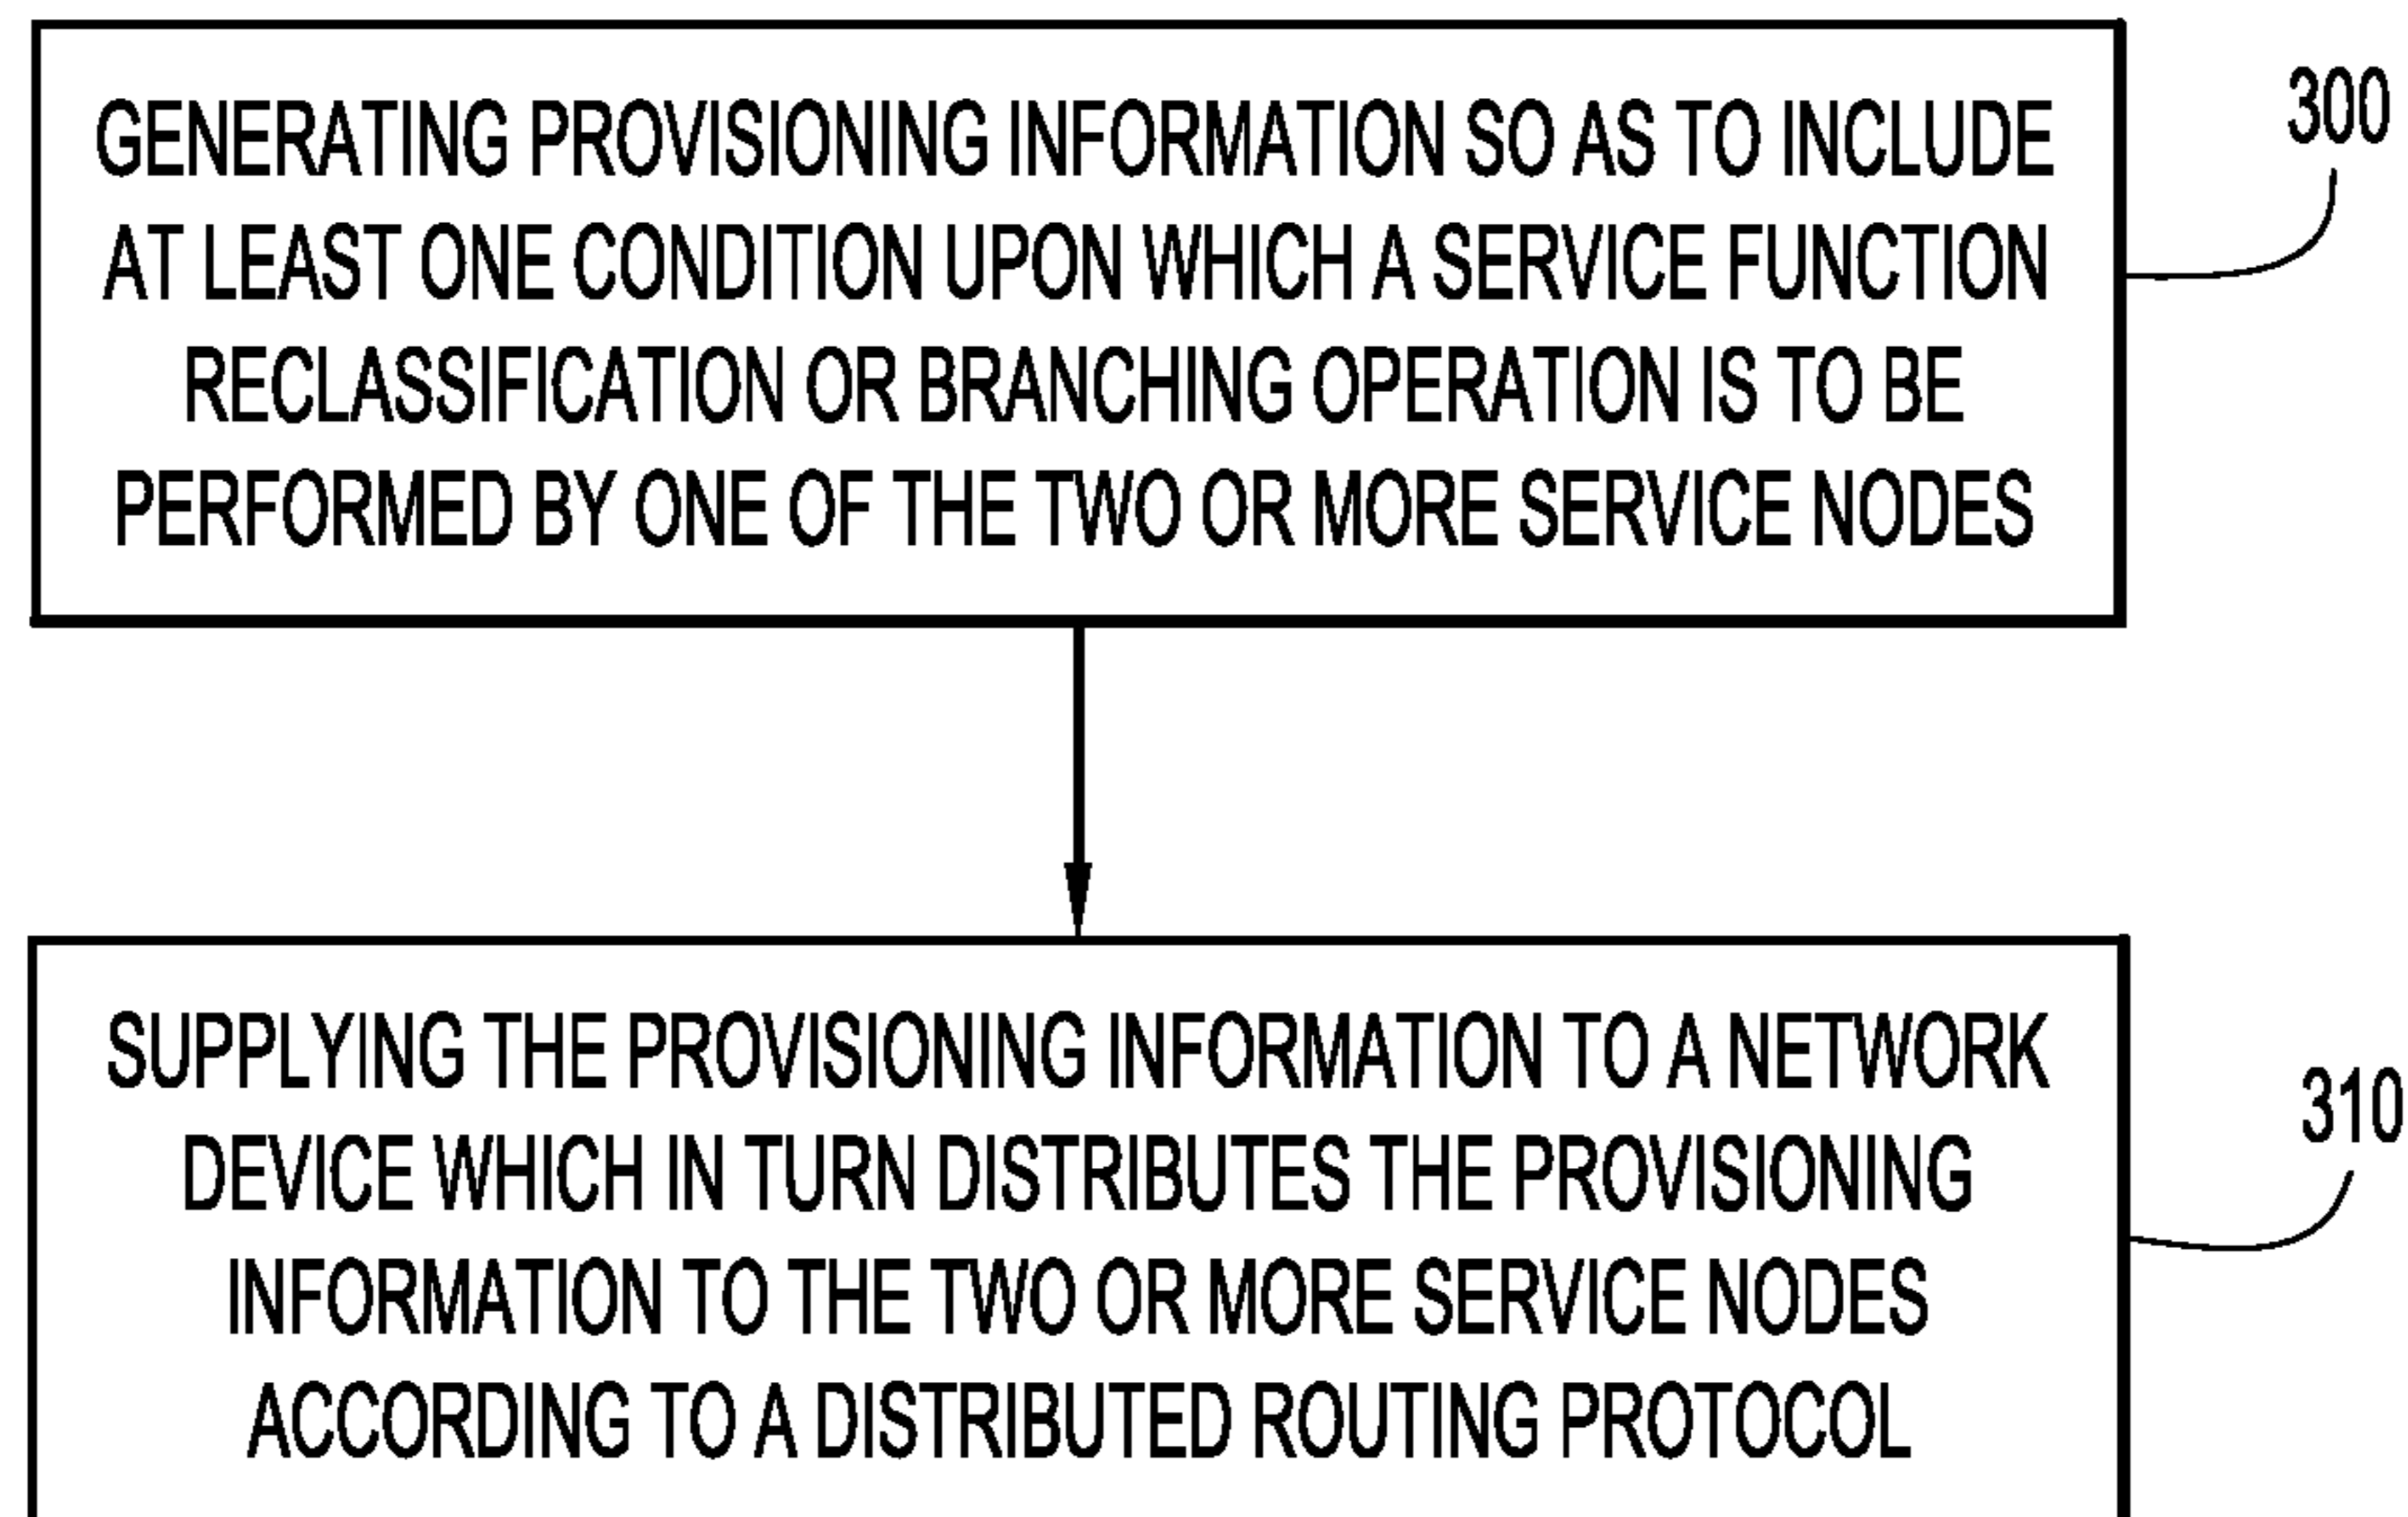 GENERATING PROVISIONING INFORMATION SO AS TO INCLUDE
AT LEAST ONE CONDITION UPON WHICH A SERVICE FUNCTION
RECLASSIFICATION OR BRANCHING OPERATION IS TO BE
PERFORMED BY ONE OF THE TWO OR MORE SERVICE NODES
300
SUPPLYING THE PROVISIONING INFORMATION TO A NETWORK
DEVICE WHICH IN TURN DISTRIBUTES THE PROVISIONING
INFORMATION TO THE TWO OR MORE SERVICE NODES
ACCORDING TO A DISTRIBUTED ROUTING PROTOCOL
310